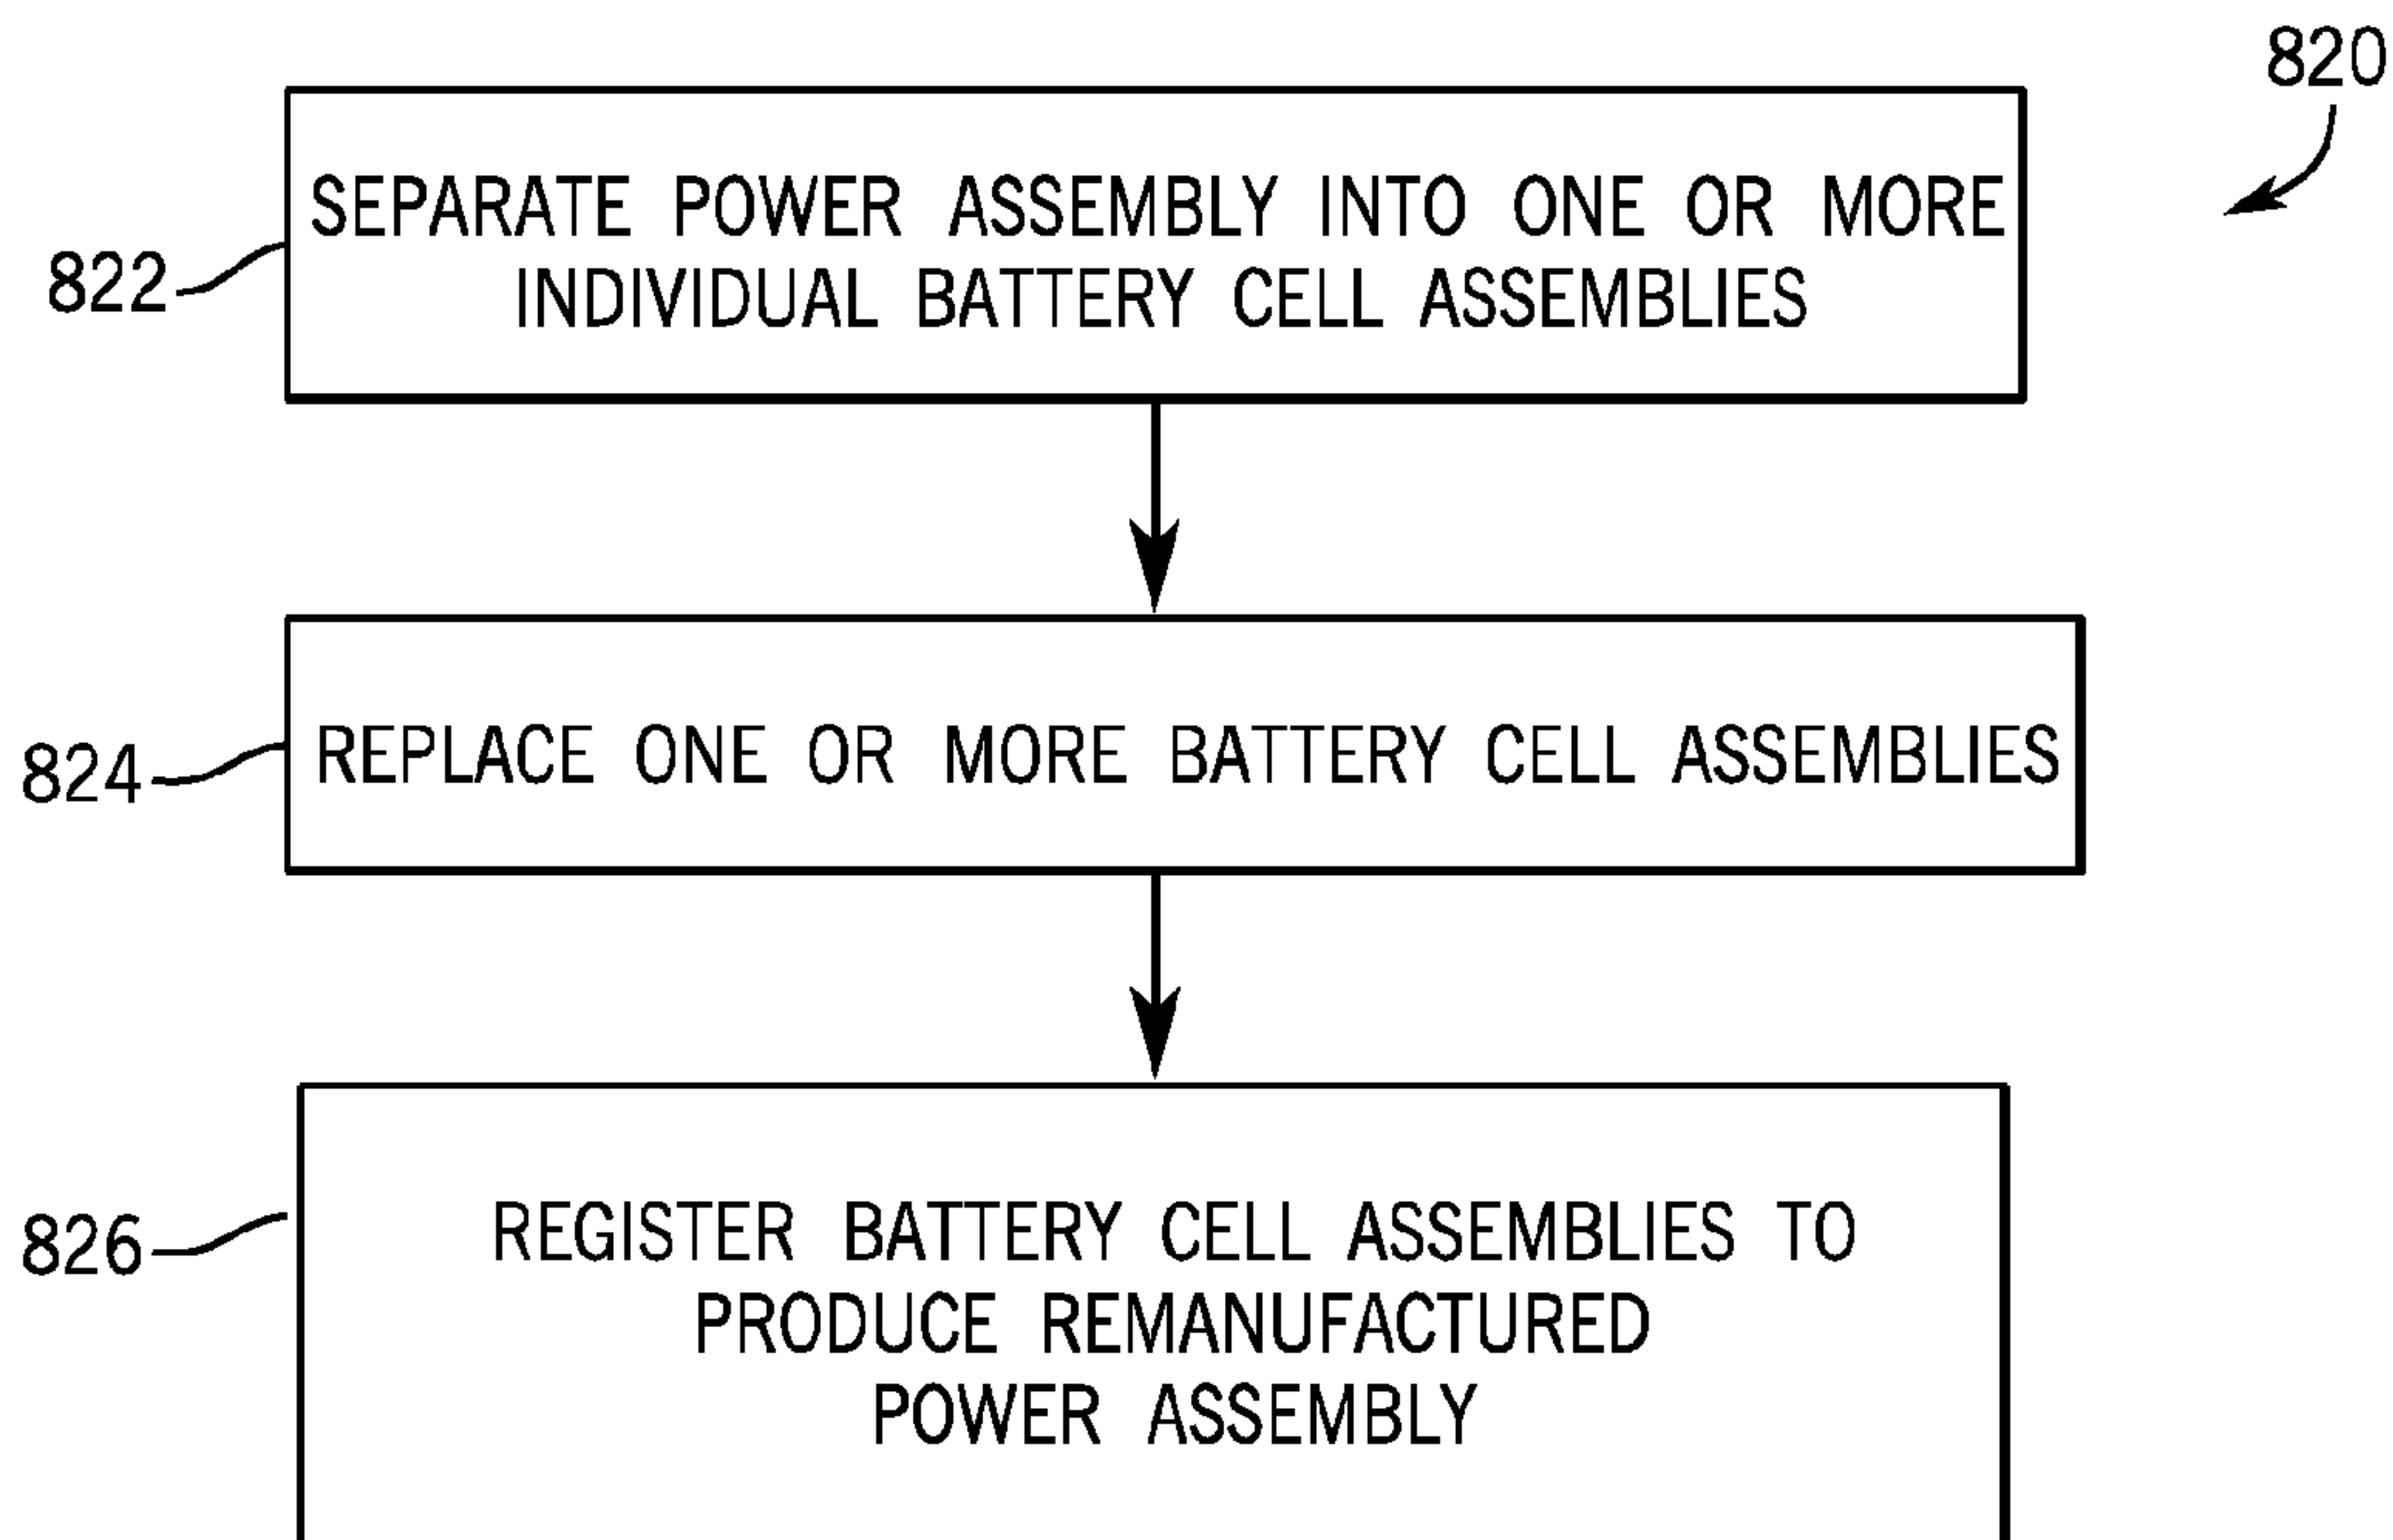 820
SEPARATE POWER ASSEMBLY INTO ONE OR MORE
INDIVIDUAL BATTERY CELL ASSEMBLIES
822
REPLACE ONE OR MORE BATTERY CELL ASSEMBLIES
824
REGISTER BATTERY CELL ASSEMBLIES TO
826
PRODUCE REMANUFACTURED
POWER ASSEMBLY